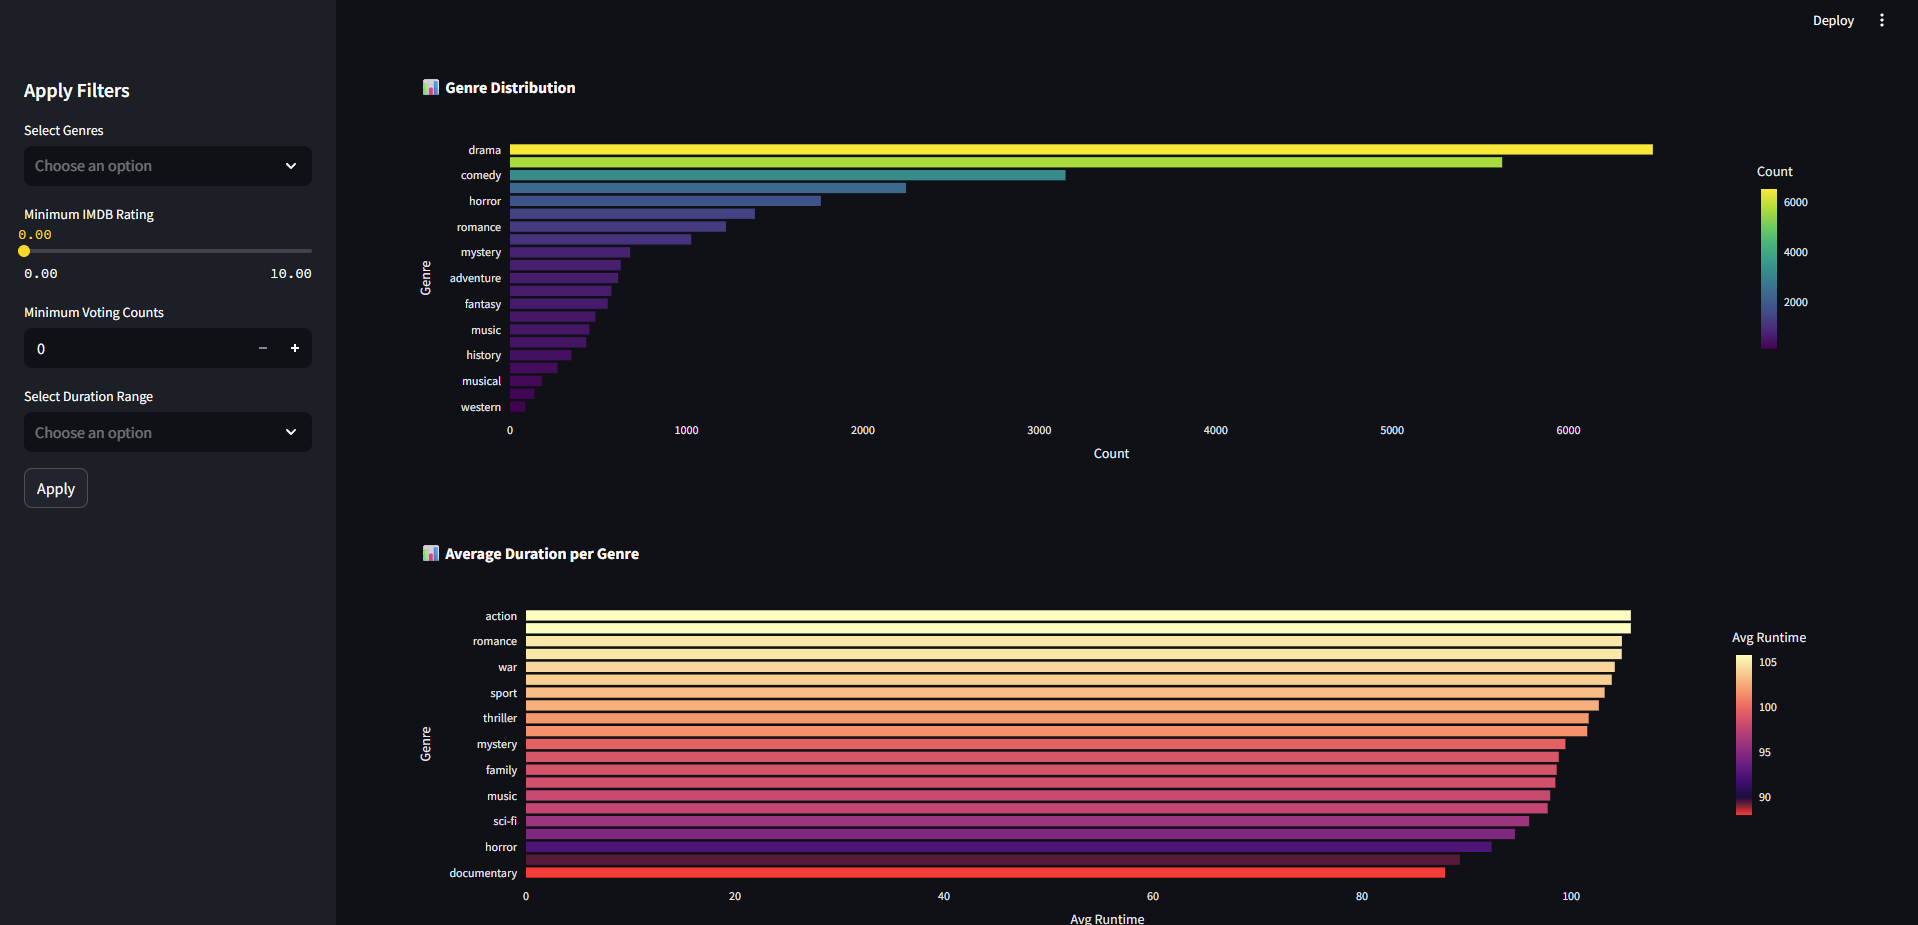 Deploy
Apply Filters
Select Genres
Choose an option
Minimum IMDB Rating
0.00
0.00 10.00
Minimum Voting Counts
0
Select Duration Range
Choose an option
Apply
Genre Distribution
Genre
drama
comedy
horror
romance
mystery
adventure
fantasy
music
history
musical
western
0 1000 2000 3000 4000 5000 6000
Count
Count
6000
4000
2000
Average Duration per Genre
Genre
action
romance
war
sport
thriller
mystery
family
music
sci-fi
horror
documentary
0 20 40 60 80 100
Avg Runtime
Avg Runtime
105
100
95
90